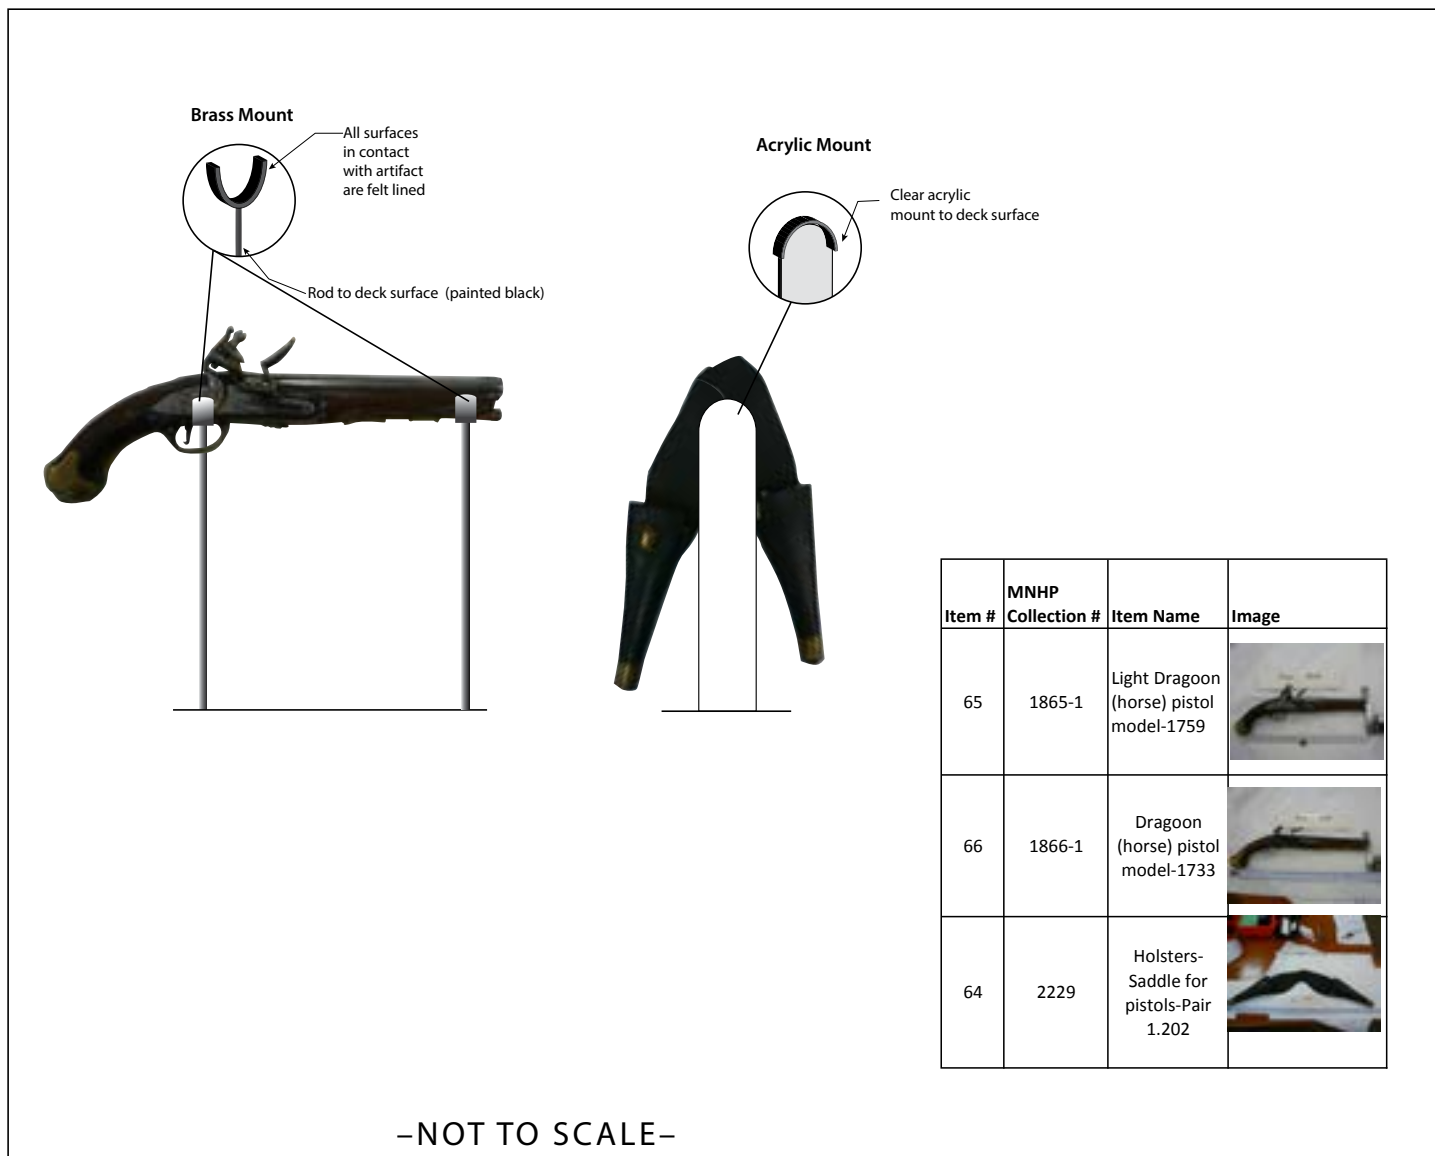 Brass Mount
All surfaces
in contact
with artifact
are felt lined
Rod to deck surface (painted black)
Acrylic Mount
Clear acrylic
mount to deck surface
Item #
MNHP
Collection #
Item Name
Image
65
1865-1
Light Dragoon
(horse) pistol
model-1759
66
1866-1
Dragoon
(horse) pistol
model-1733
64
2229
Holsters-
Saddle for
pistols-Pair
1.202
–NOT TO SCALE–